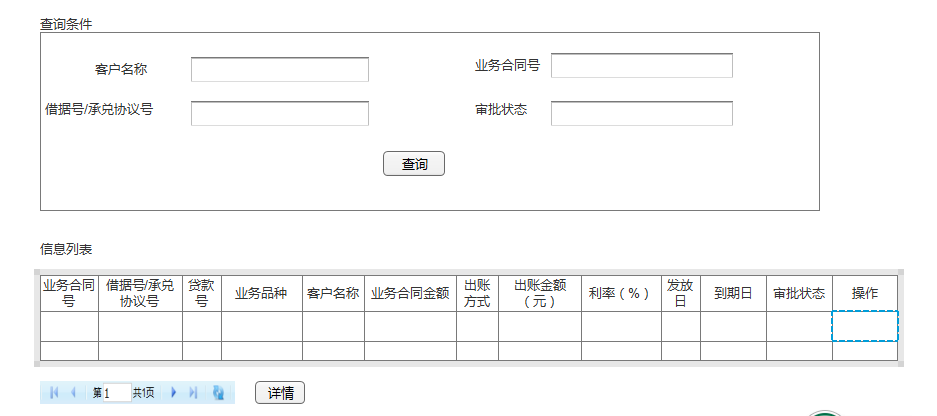 查询条件
客户名称 业务合同号
借据号/承兑协议号 审批状态
查询
信息列表
业务合同号 借据号/承兑协议号 贷款号 业务品种 客户名称 业务合同金额 出账方式 出账金额(元) 利率(%) 发放日 到期日 审批状态 操作
第1 共1页 详情